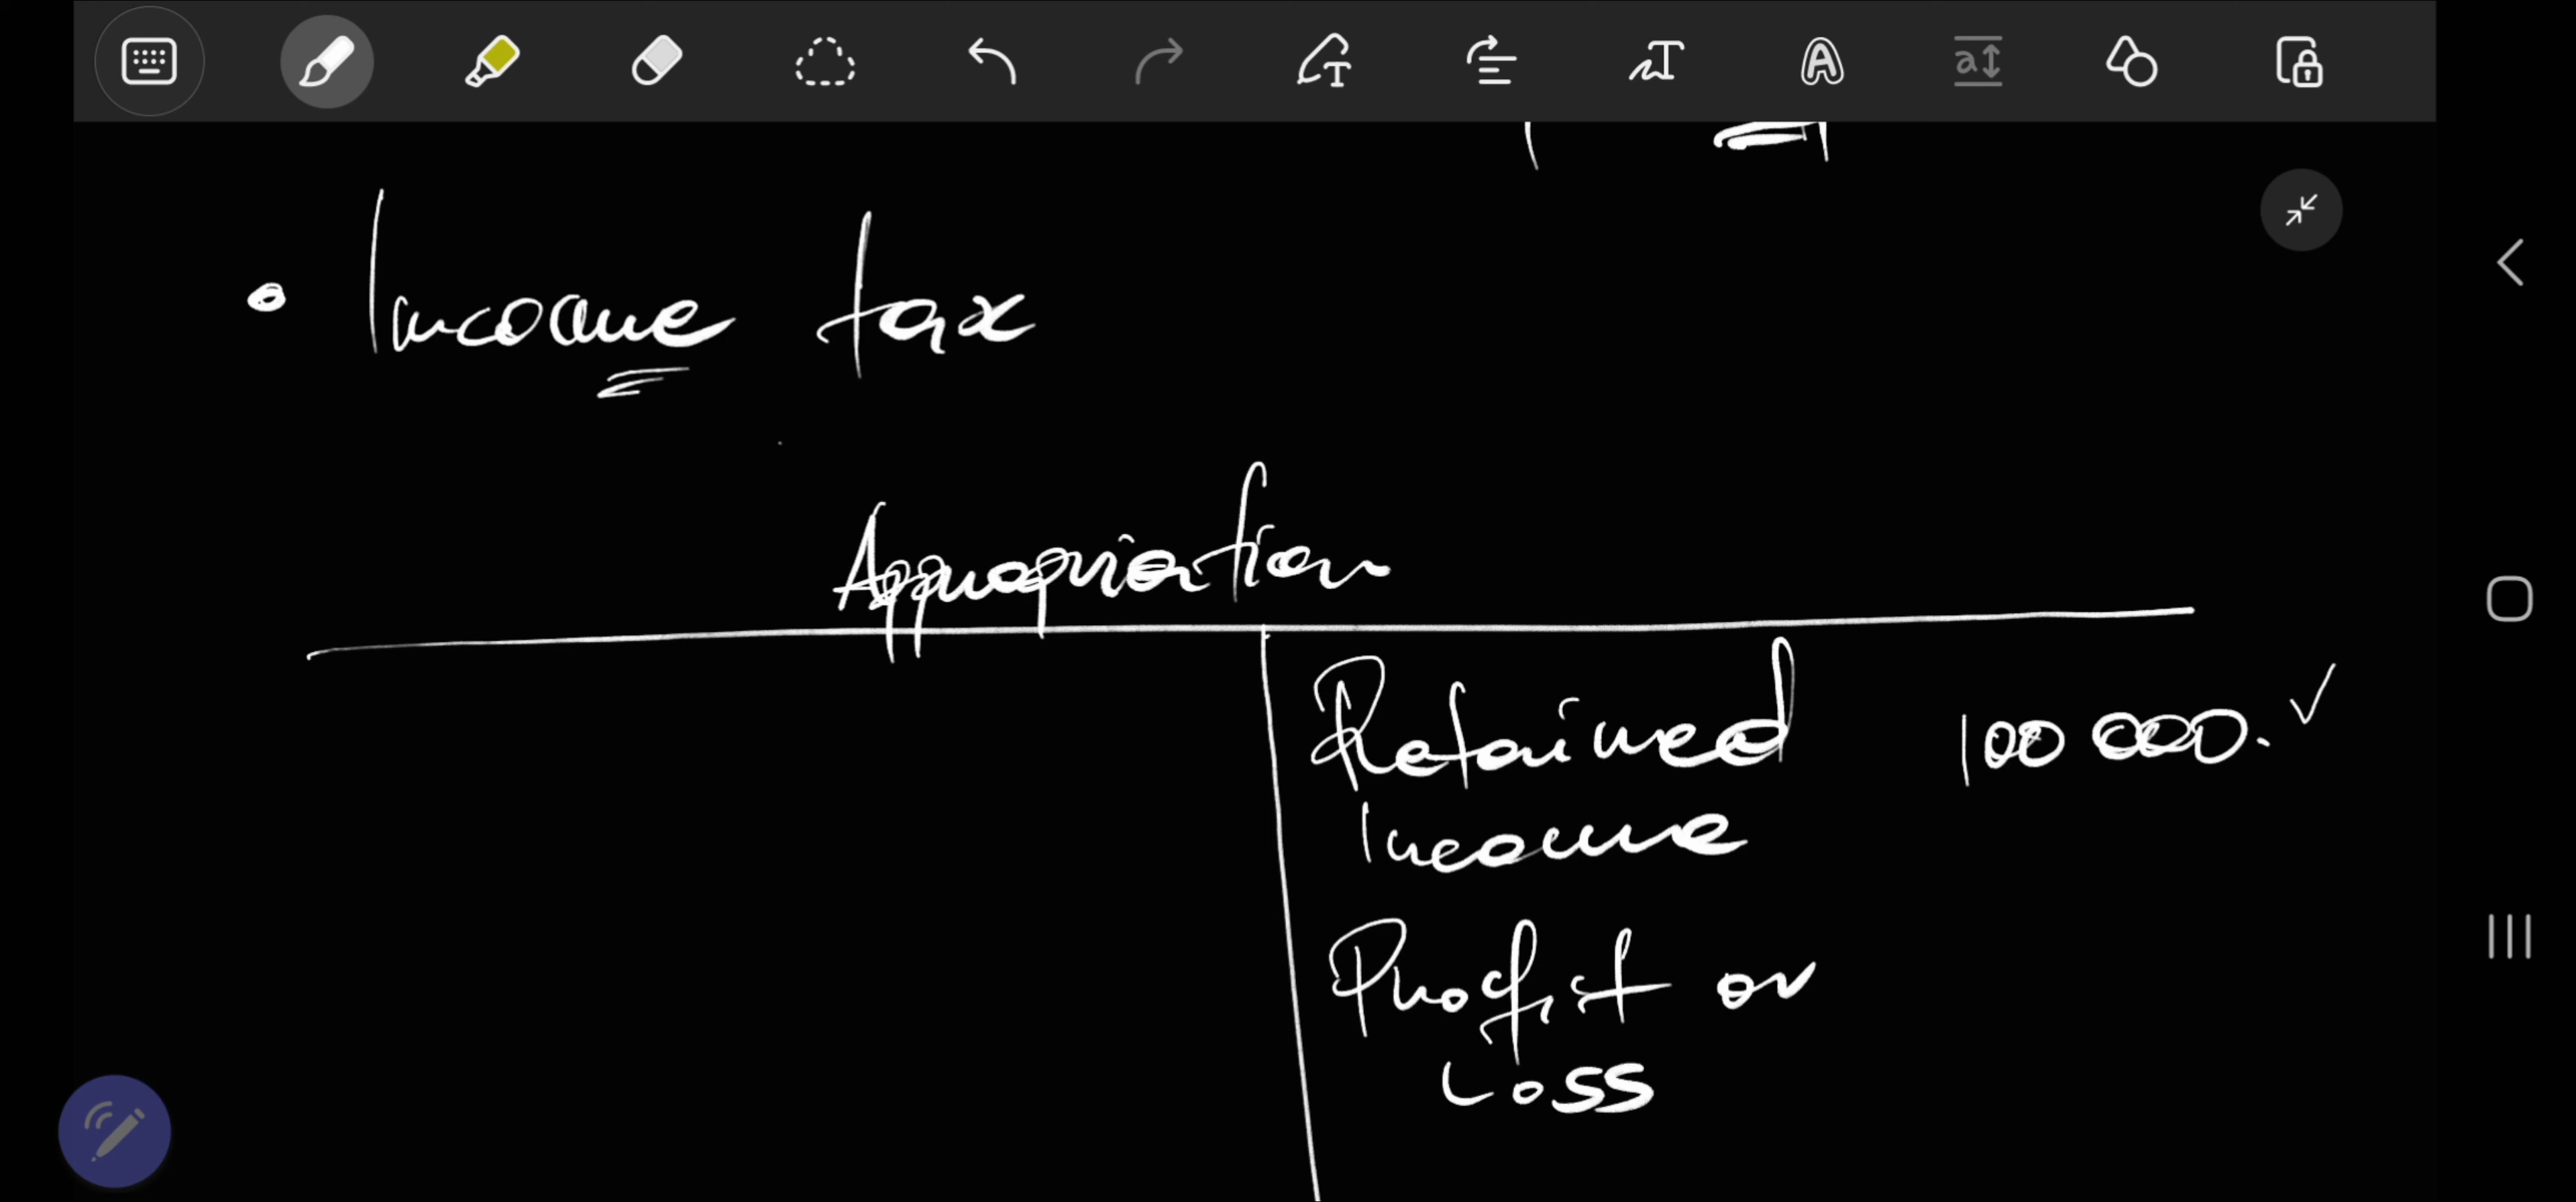 • Income tax
Appropriation
Retained 100 000. ✓
Income
Profit or
Loss